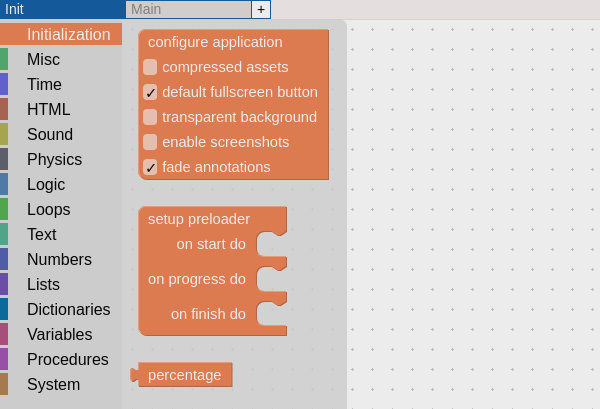 Init
Main
+
Initialization
Misc
Time
HTML
Sound
Physics
Logic
Loops
Text
Numbers
Lists
Dictionaries
Variables
Procedures
System
configure application
compressed assets
default fullscreen button
transparent background
enable screenshots
fade annotations
setup preloader
on start do
on progress do
on finish do
percentage